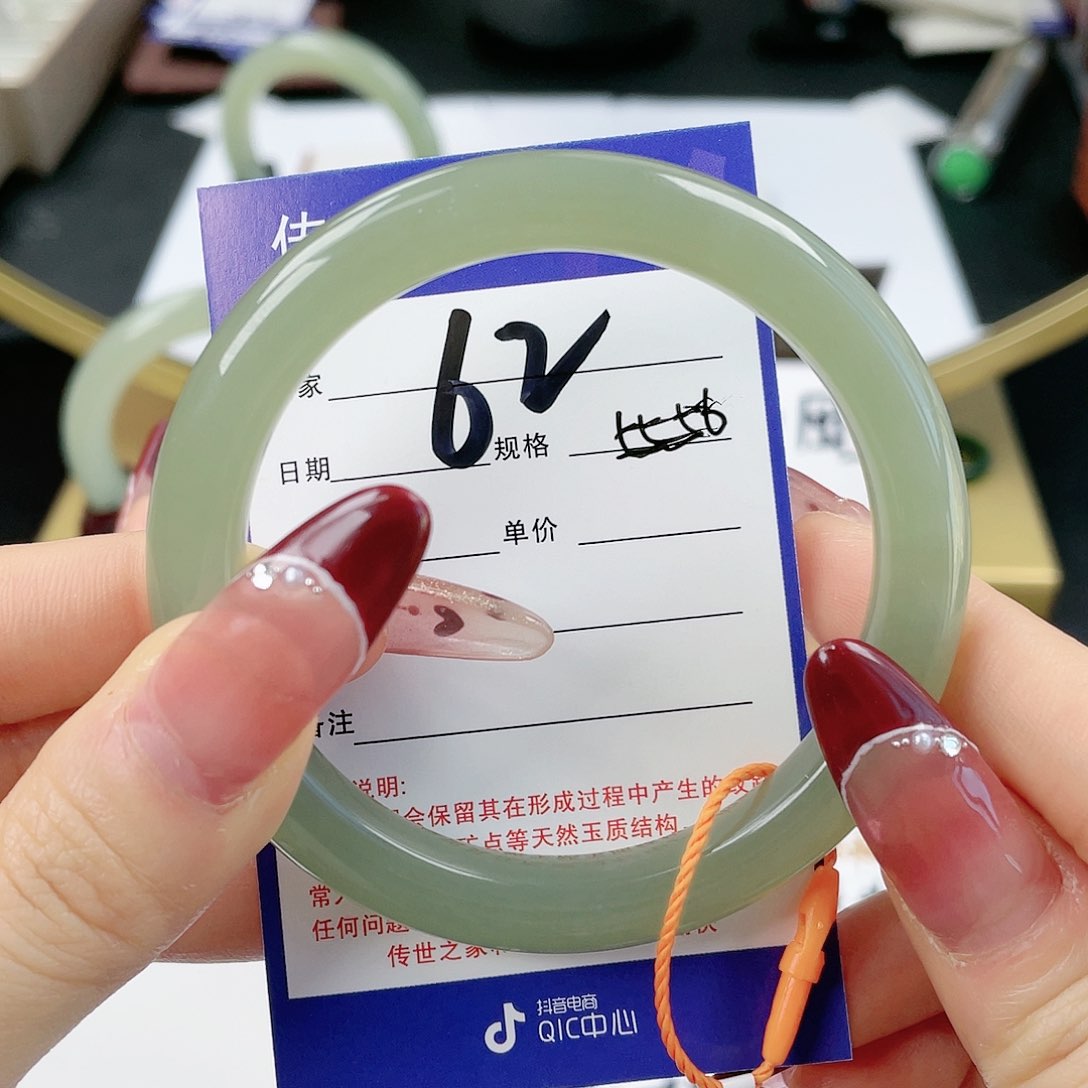 62
家
日期
规格
单价
备注
说明:
会保留其在形成过程中产生的
矿点等天然玉质结构
常
任何问题
传世之家
抖音电商
QIC中心